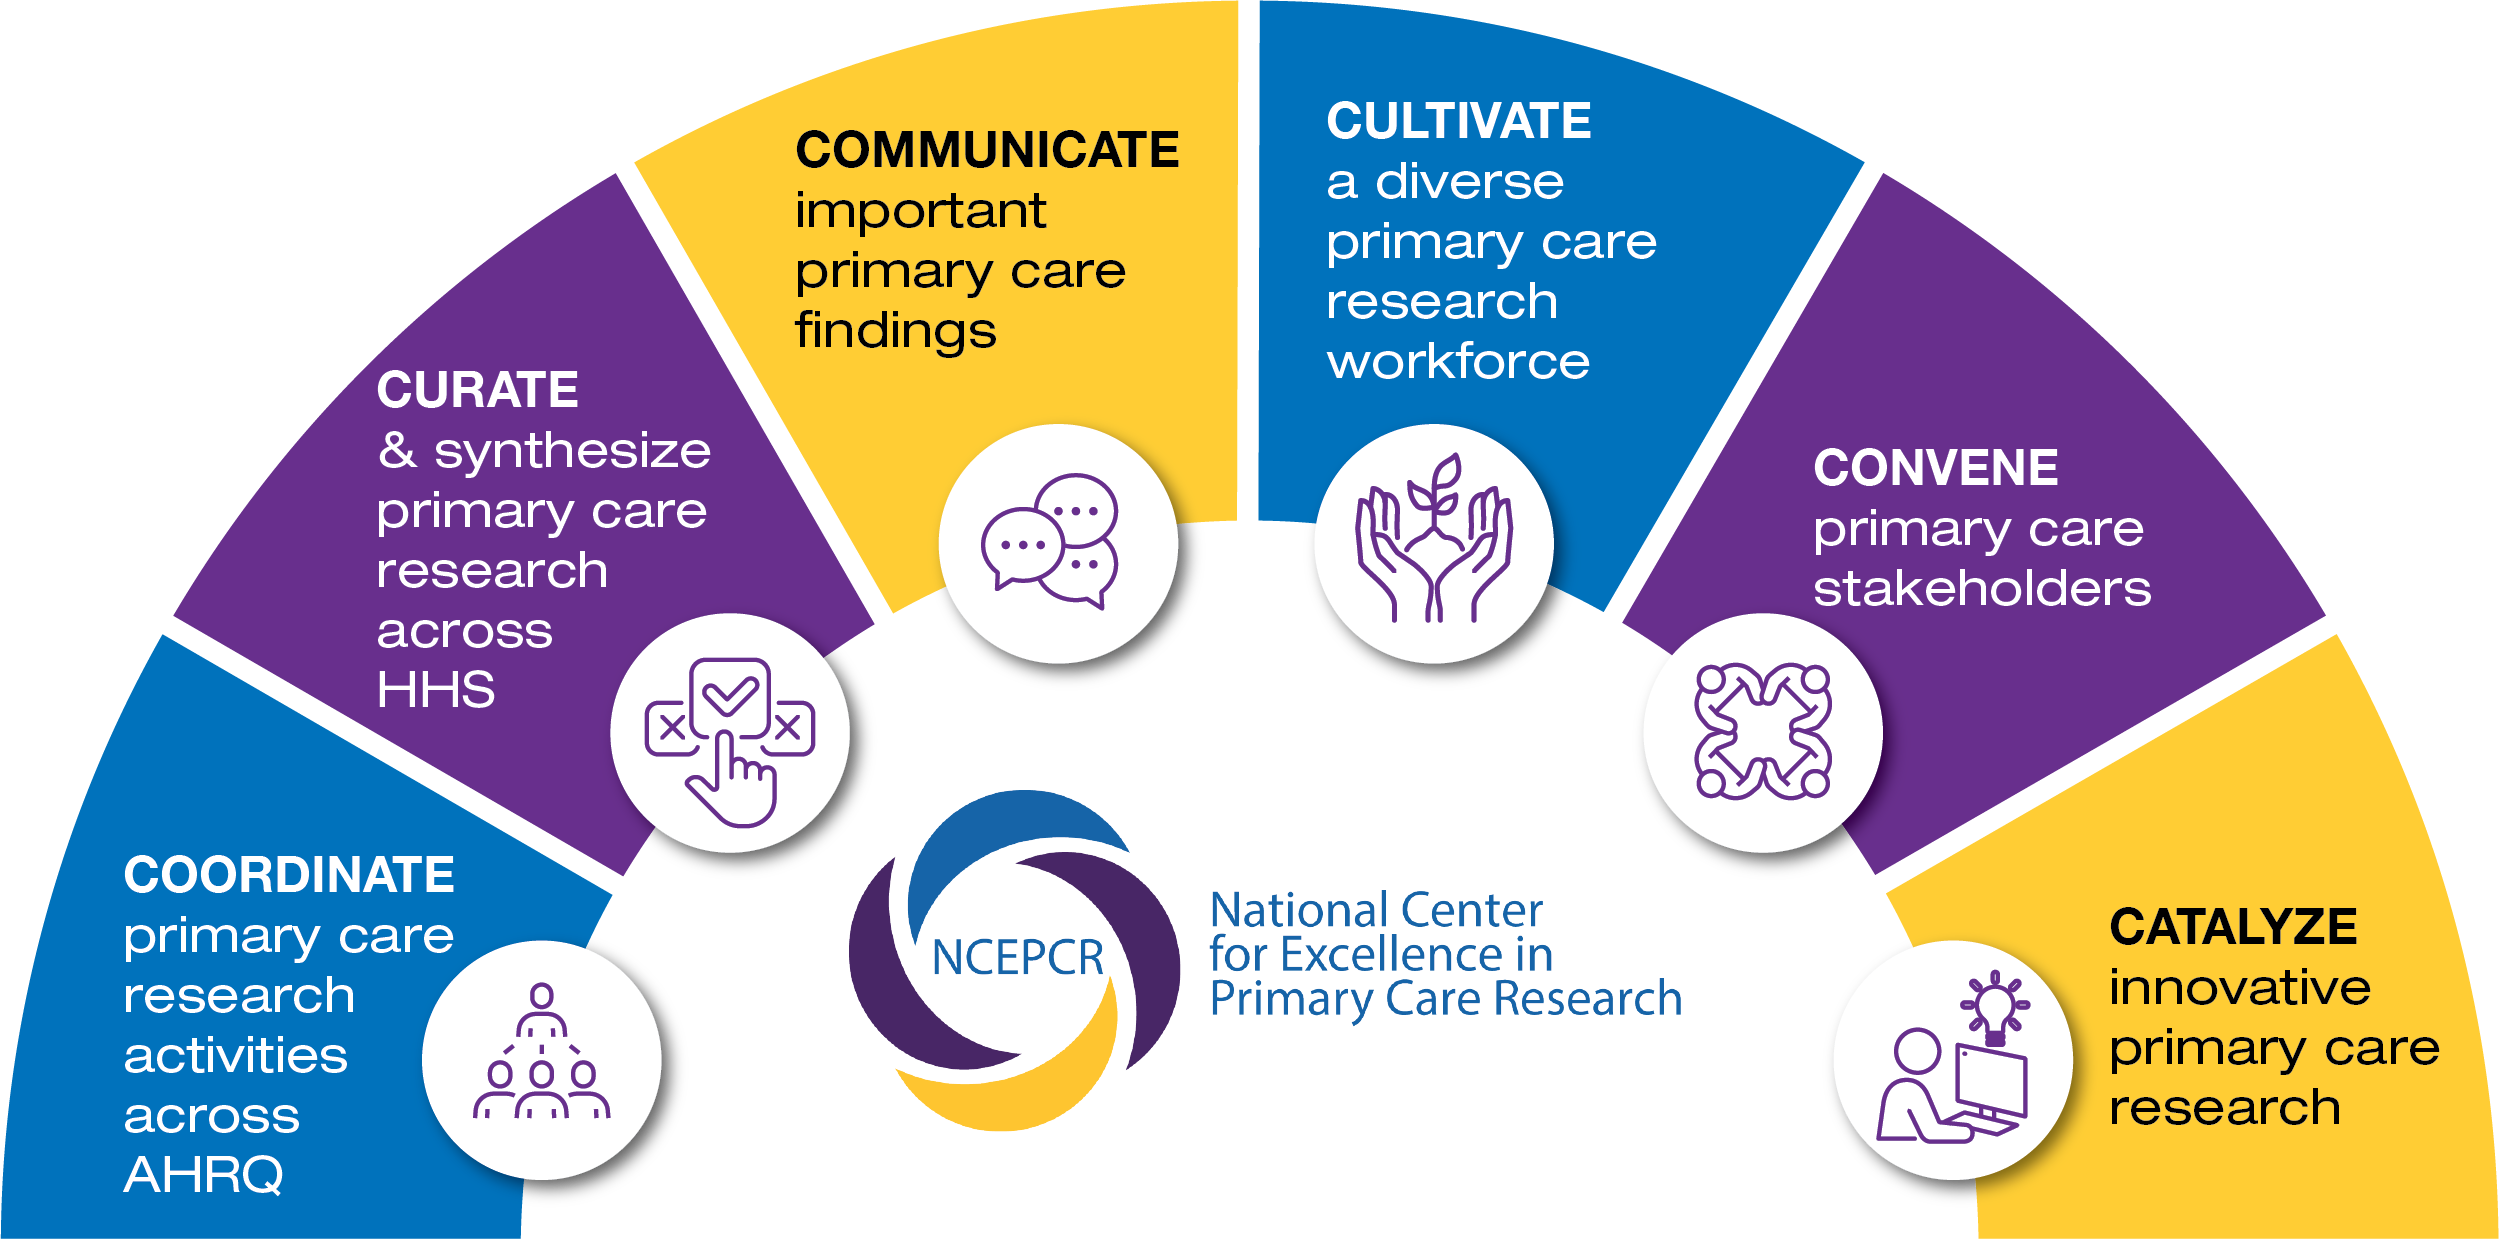 COORDINATE
primary care
research
activities
across
AHRQ
CURATE
& synthesize
primary care
research
across
HHS
COMMUNICATE
important
primary care
findings
CULTIVATE
a diverse
primary care
research
workforce
CONVENE
primary care
stakeholders
CATALYZE
innovative
primary care
research
NCEPCR
National Center
for Excellence in
Primary Care Research